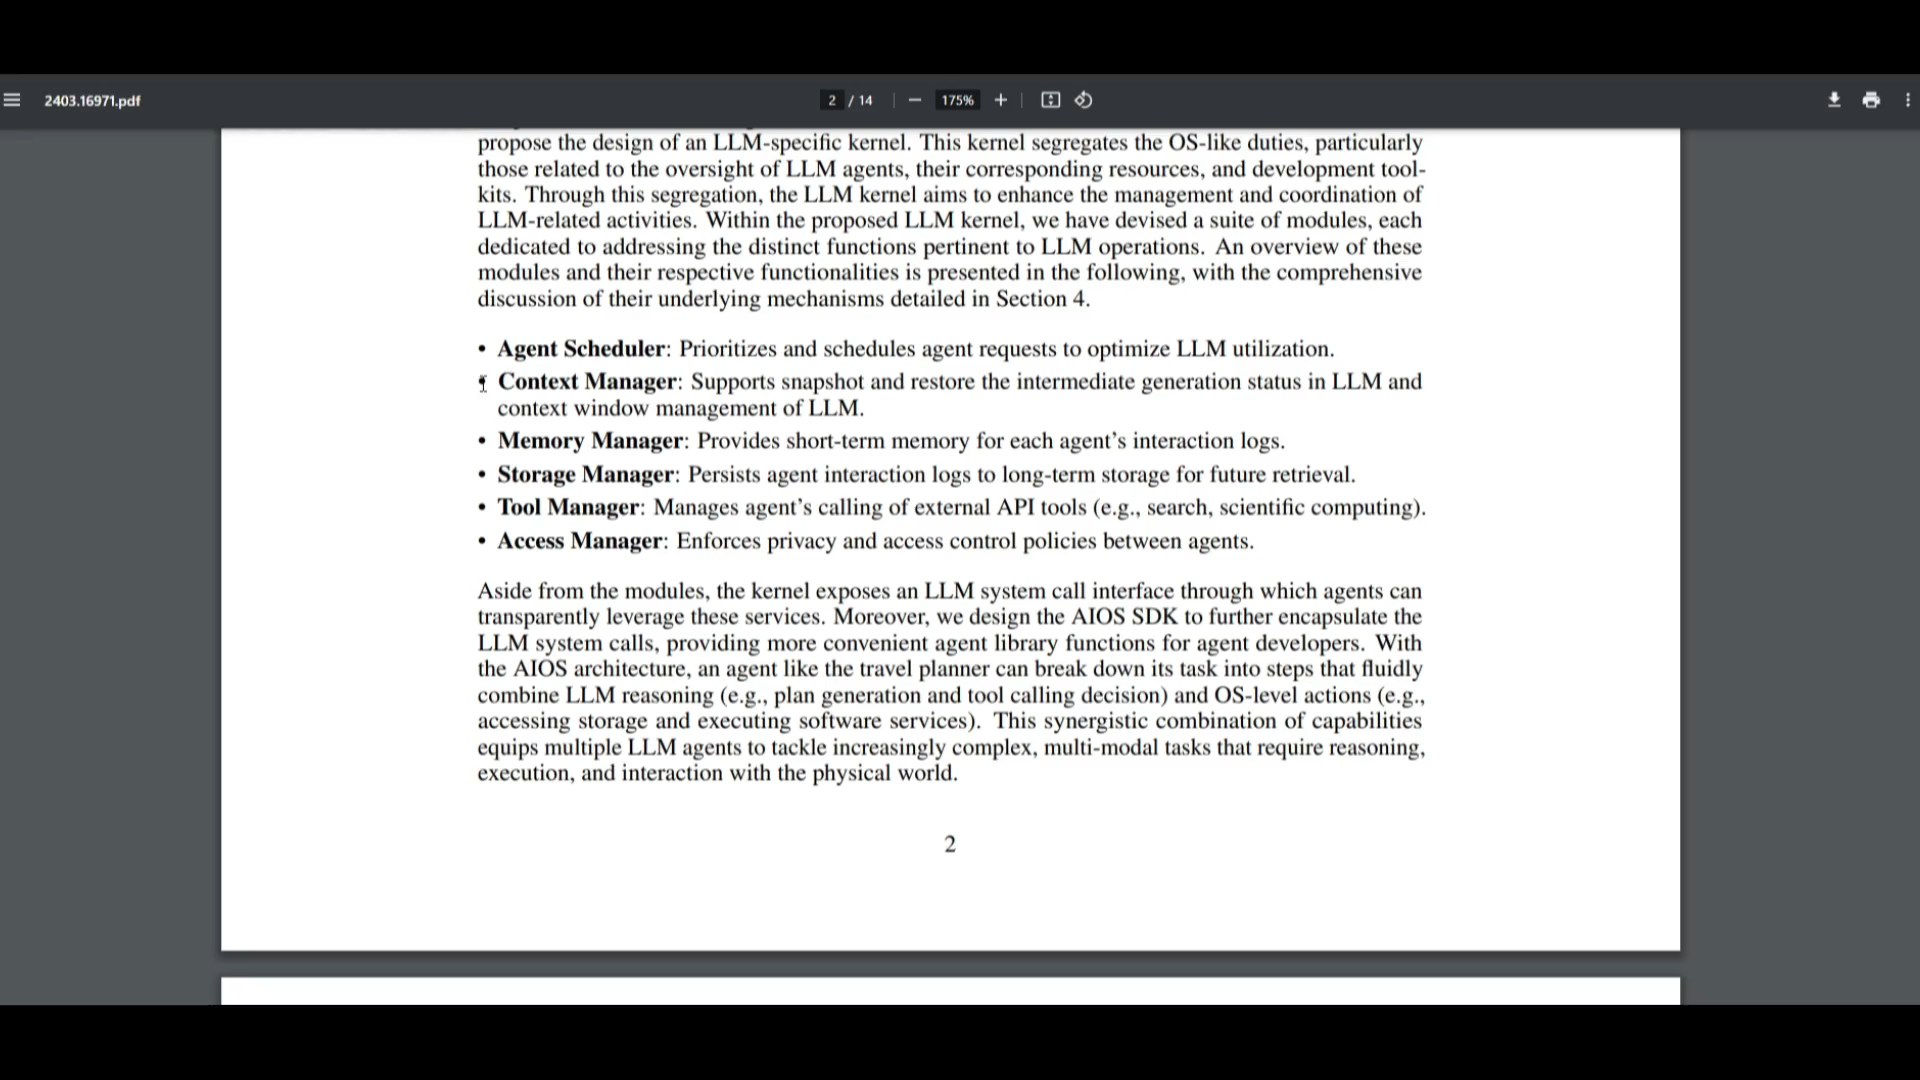 2403.16971.pdf
2 / 14
175%
propose the design of an LLM-specific kernel. This kernel segregates the OS-like duties, particularly
those related to the oversight of LLM agents, their corresponding resources, and development tool-
kits. Through this segregation, the LLM kernel aims to enhance the management and coordination of
LLM-related activities. Within the proposed LLM kernel, we have devised a suite of modules, each
dedicated to addressing the distinct functions pertinent to LLM operations. An overview of these
modules and their respective functionalities is presented in the following, with the comprehensive
discussion of their underlying mechanisms detailed in Section 4.
• Agent Scheduler: Prioritizes and schedules agent requests to optimize LLM utilization.
• Context Manager: Supports snapshot and restore the intermediate generation status in LLM and
context window management of LLM.
• Memory Manager: Provides short-term memory for each agent’s interaction logs.
• Storage Manager: Persists agent interaction logs to long-term storage for future retrieval.
• Tool Manager: Manages agent’s calling of external API tools (e.g., search, scientific computing).
• Access Manager: Enforces privacy and access control policies between agents.
Aside from the modules, the kernel exposes an LLM system call interface through which agents can
transparently leverage these services. Moreover, we design the AIOS SDK to further encapsulate the
LLM system calls, providing more convenient agent library functions for agent developers. With
the AIOS architecture, an agent like the travel planner can break down its task into steps that fluidly
combine LLM reasoning (e.g., plan generation and tool calling decision) and OS-level actions (e.g.,
accessing storage and executing software services). This synergistic combination of capabilities
equips multiple LLM agents to tackle increasingly complex, multi-modal tasks that require reasoning,
execution, and interaction with the physical world.
2